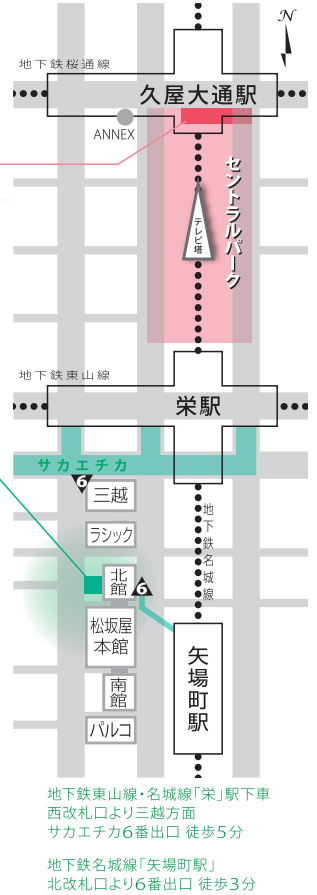 N
地下鉄桜通線
久屋大通駅
ANNEX
セントラルパーク
テレビ塔
地下鉄東山線
栄駅
サカエチカ
6
三越
ラシック
地下鉄名城線
北館
6
松坂屋
本館
矢場町駅
南館
パルコ
地下鉄東山線・名城線「栄」駅下車
西改札口より三越方面
サカエチカ6番出口 徒歩5分
地下鉄名城線「矢場町駅」
北改札口より6番出口 徒歩3分